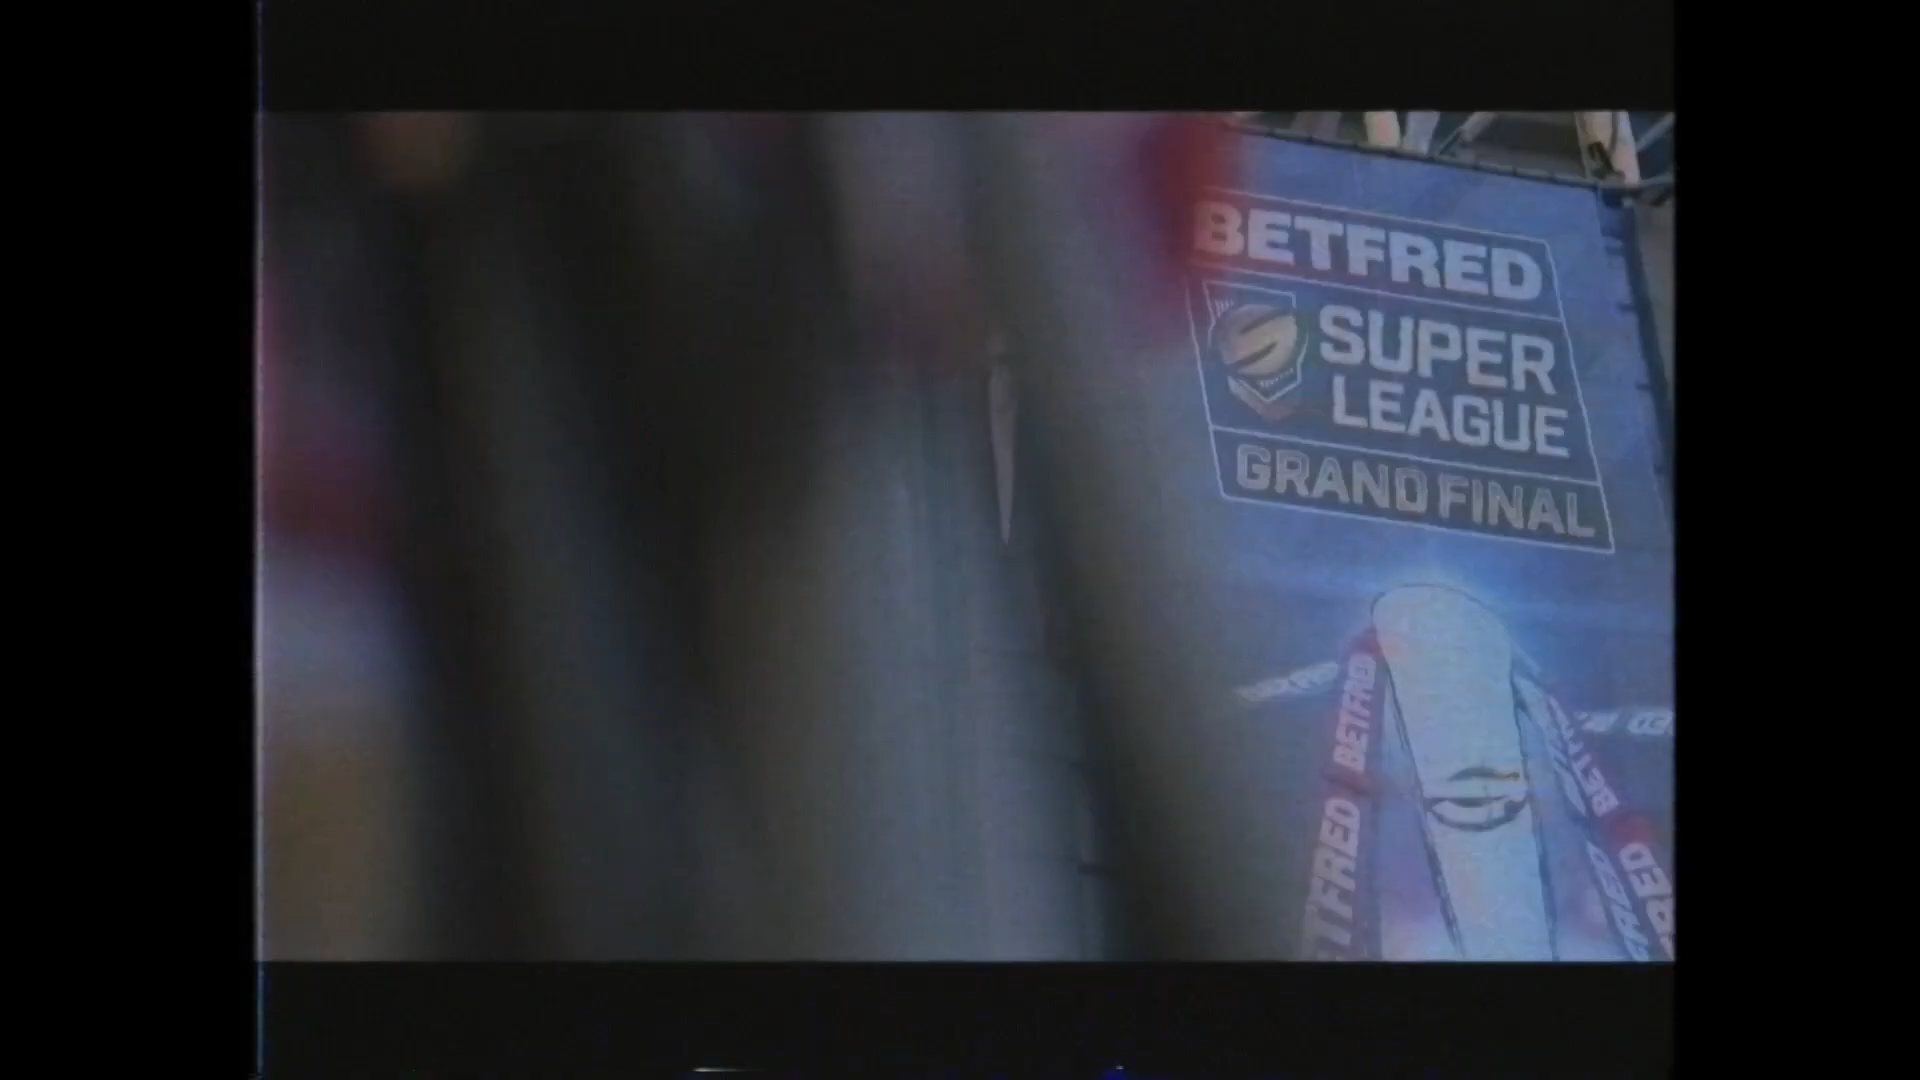 BETFRED
SUPER
LEAGUE
GRAND FINAL
BETFRED
BETFRED